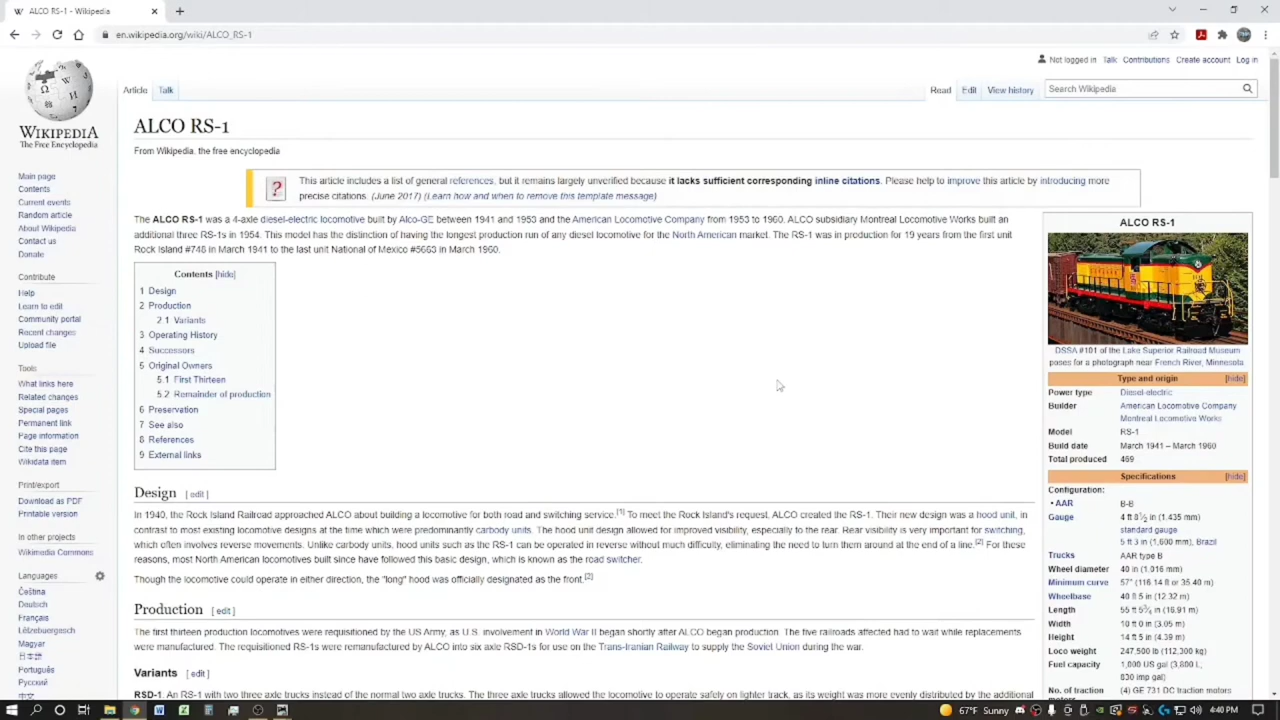 ALCO RS-1 - Wikipedia
en.wikipedia.org/wiki/ALCO_RS-1
Not logged in Talk Contributions Create account Log in
Article Talk Read Edit View history Search Wikipedia
WIKIPEDIA
The Free Encyclopedia
Main page
Contents
Current events
Random article
About Wikipedia
Contact us
Donate
Contribute
Help
Learn to edit
Community portal
Recent changes
Upload file
Tools
What links here
Related changes
Special pages
Permanent link
Page information
Cite this page
Wikidata item
Print/export
Download as PDF
Printable version
In other projects
Wikimedia Commons
Languages
Čeština
Deutsch
Français
Lëtzebuergesch
Magyar
日本語
Português
Русский
中文
ALCO RS-1
From Wikipedia, the free encyclopedia
This article includes a list of general references, but it remains largely unverified because it lacks sufficient corresponding inline citations. Please help to improve this article by introducing more
precise citations. (June 2017) (Learn how and when to remove this template message)
The ALCO RS-1 was a 4-axle diesel-electric locomotive built by Alco-GE between 1941 and 1953 and the American Locomotive Company from 1953 to 1960. ALCO subsidiary Montreal Locomotive Works built an
additional three RS-1s in 1954. This model has the distinction of having the longest production run of any diesel locomotive for the North American market. The RS-1 was in production for 19 years from the first unit
Rock Island #748 in March 1941 to the last unit National of Mexico #5663 in March 1960.
Contents [hide]
1 Design
2 Production
2.1 Variants
3 Operating History
4 Successors
5 Original Owners
5.1 First Thirteen
5.2 Remainder of production
6 Preservation
7 See also
8 References
9 External links
Design [ edit ]
In 1940, the Rock Island Railroad approached ALCO about building a locomotive for both road and switching service.[1] To meet the Rock Island's request, ALCO created the RS-1. Their new design was a hood unit, in
contrast to most existing locomotive designs at the time which were predominantly carbody units. The hood unit design allowed for improved visibility, especially to the rear. Rear visibility is very important for switching,
which often involves reverse movements. Unlike carbody units, hood units such as the RS-1 can be operated in reverse without much difficulty, eliminating the need to turn them around at the end of a line.[2] For these
reasons, most North American locomotives built since have followed this basic design, which is known as the road switcher.
Though the locomotive could operate in either direction, the "long" hood was officially designated as the front.[2]
Production [ edit ]
The first thirteen production locomotives were requisitioned by the US Army, as U.S. involvement in World War II began shortly after ALCO began production. The five railroads affected had to wait while replacements
were manufactured. The requisitioned RS-1s were remanufactured by ALCO into six axle RSD-1s for use on the Trans-Iranian Railway to supply the Soviet Union during the war.
Variants [ edit ]
RSD-1. An RS-1 with two three axle trucks instead of the normal two axle trucks. The three axle trucks allowed the locomotive to operate safely on lighter track, as its weight was more evenly distributed by the additional
ALCO RS-1
DSSA #101 of the Lake Superior Railroad Museum
poses for a photograph near French River, Minnesota
Type and origin [hide]
Power type Diesel-electric
Builder American Locomotive Company
Montreal Locomotive Works
Model RS-1
Build date March 1941 – March 1960
Total produced 469
Specifications [hide]
Configuration:
• AAR B-B
Gauge 4 ft 8 1⁄2 in (1,435 mm)
standard gauge
5 ft 3 in (1,600 mm), Brazil
Trucks AAR type B
Wheel diameter 40 in (1,016 mm)
Minimum curve 57° (116.14 ft or 35.40 m)
Wheelbase 40 ft 5 in (12.32 m)
Length 55 ft 5 3⁄4 in (16.91 m)
Width 10 ft 0 in (3.05 m)
Height 14 ft 5 in (4.39 m)
Loco weight 247,500 lb (112,300 kg)
Fuel capacity 1,000 US gal (3,800 L;
830 imp gal)
No. of traction (4) GE 731 DC traction motors
motors
67°F Sunny 4:40 PM